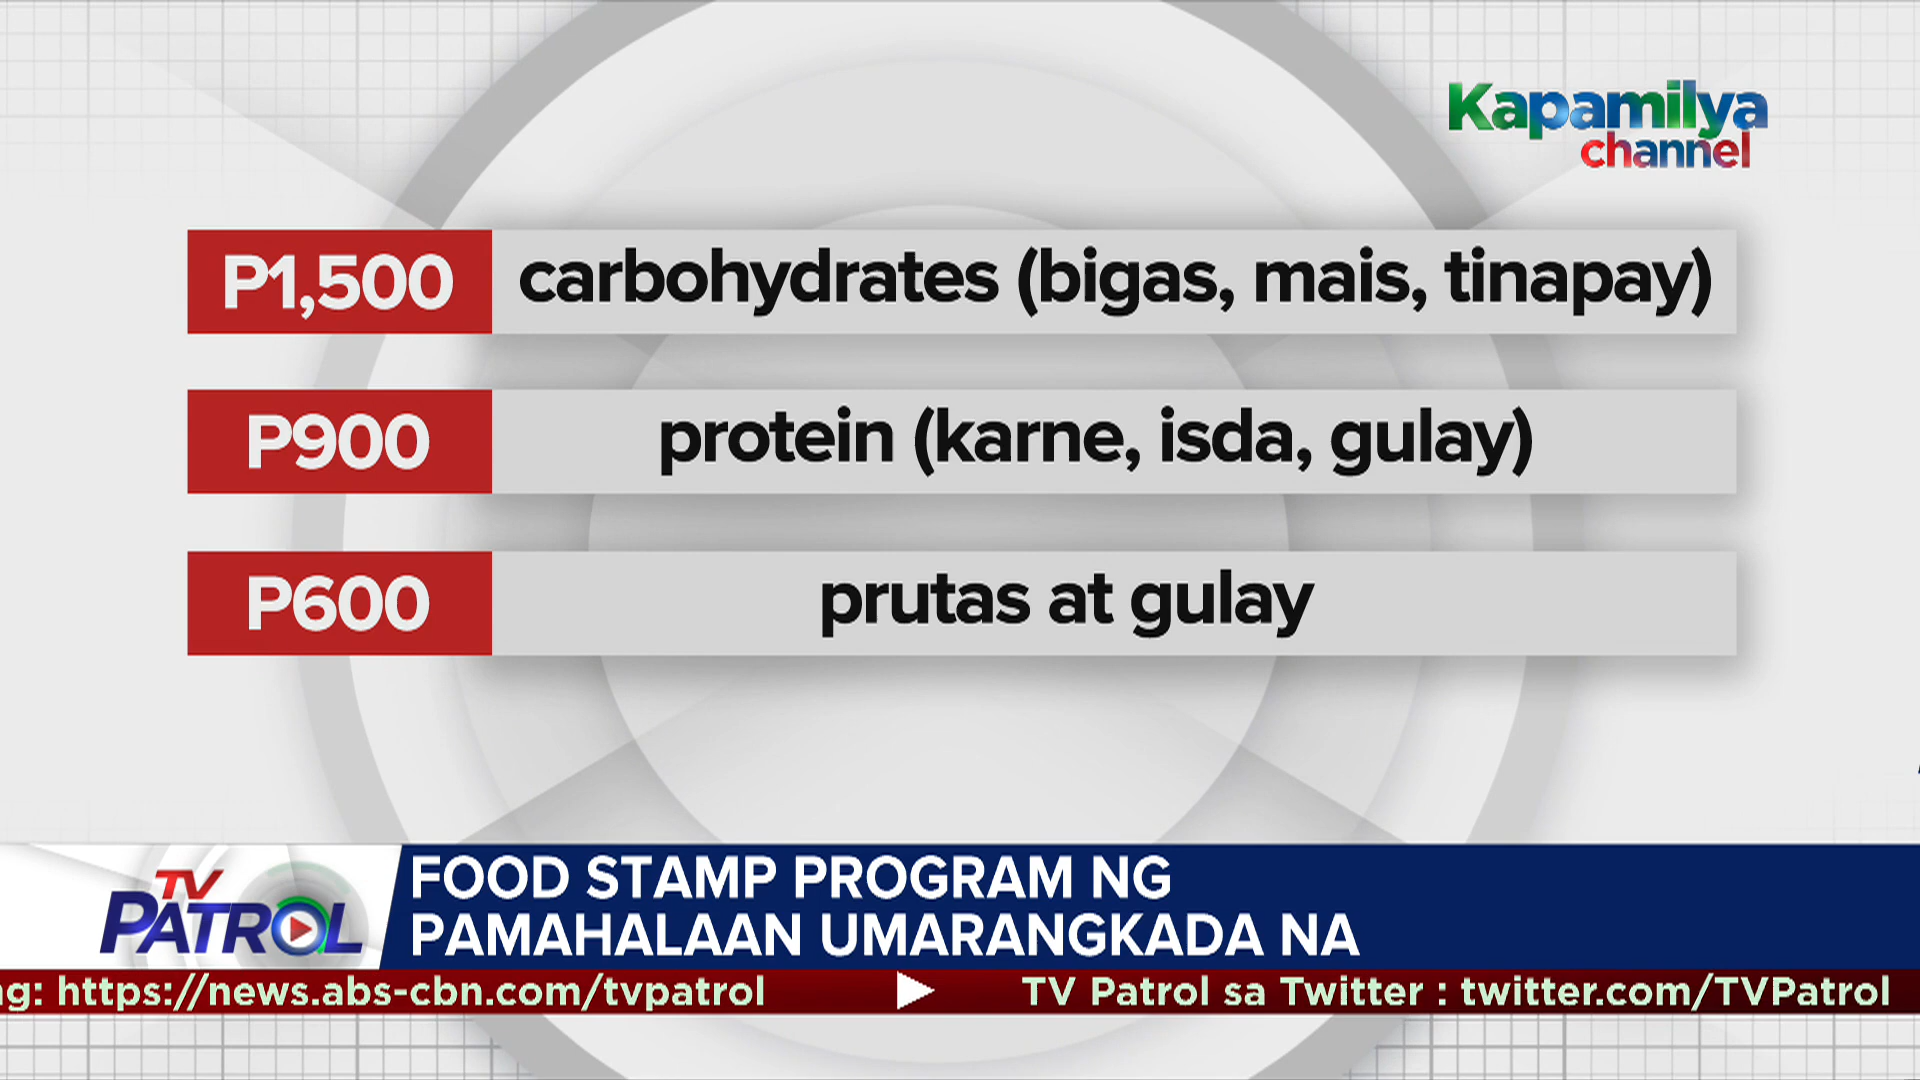 Kapamilya
channel
P1,500 carbohydrates (bigas, mais, tinapay)
P900 protein (karne, isda, gulay)
P600 prutas at gulay
TV
PATROL
FOOD STAMP PROGRAM NG
PAMAHALAAN UMARANGKADA NA
g: https://news.abs-cbn.com/tvpatrol TV Patrol sa Twitter : twitter.com/TVPatrol